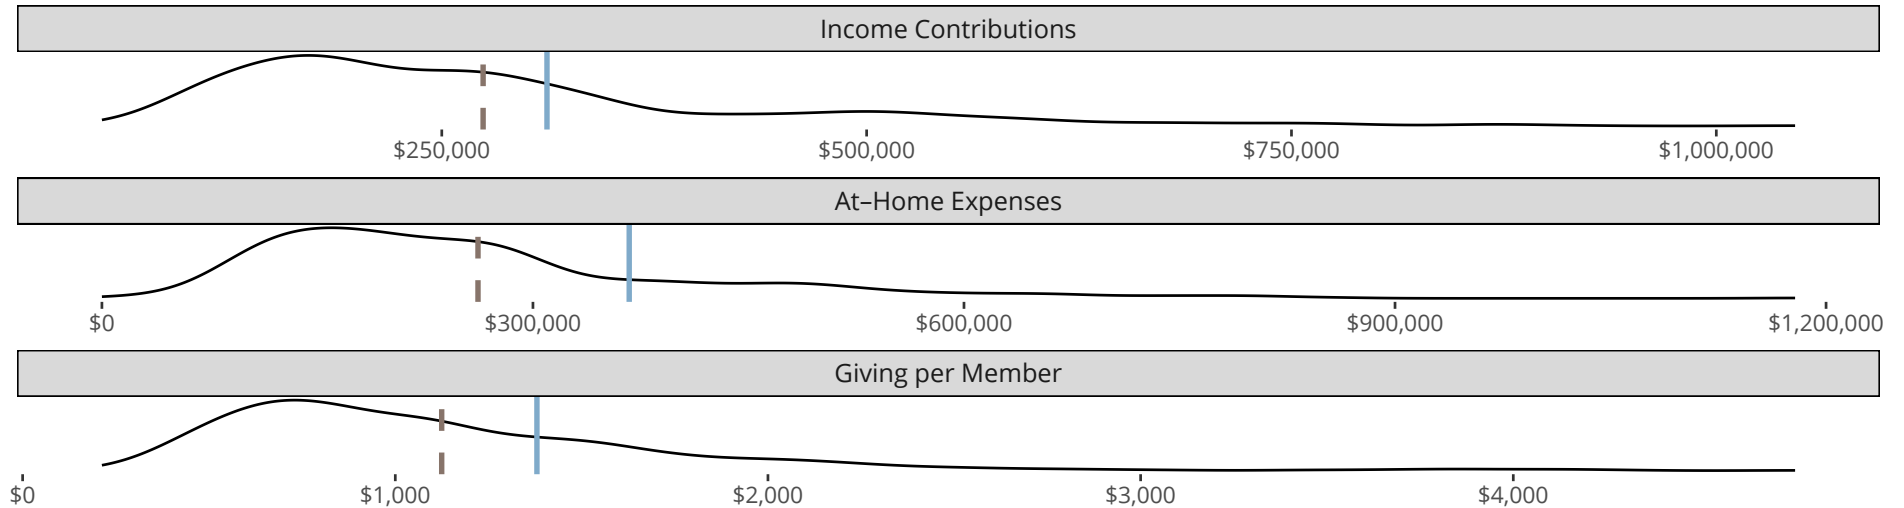 Income Contributions
$250,000 $500,000 $750,000 $1,000,000
At–Home Expenses
$0 $300,000 $600,000 $900,000 $1,200,000
Giving per Member
$0 $1,000 $2,000 $3,000 $4,000